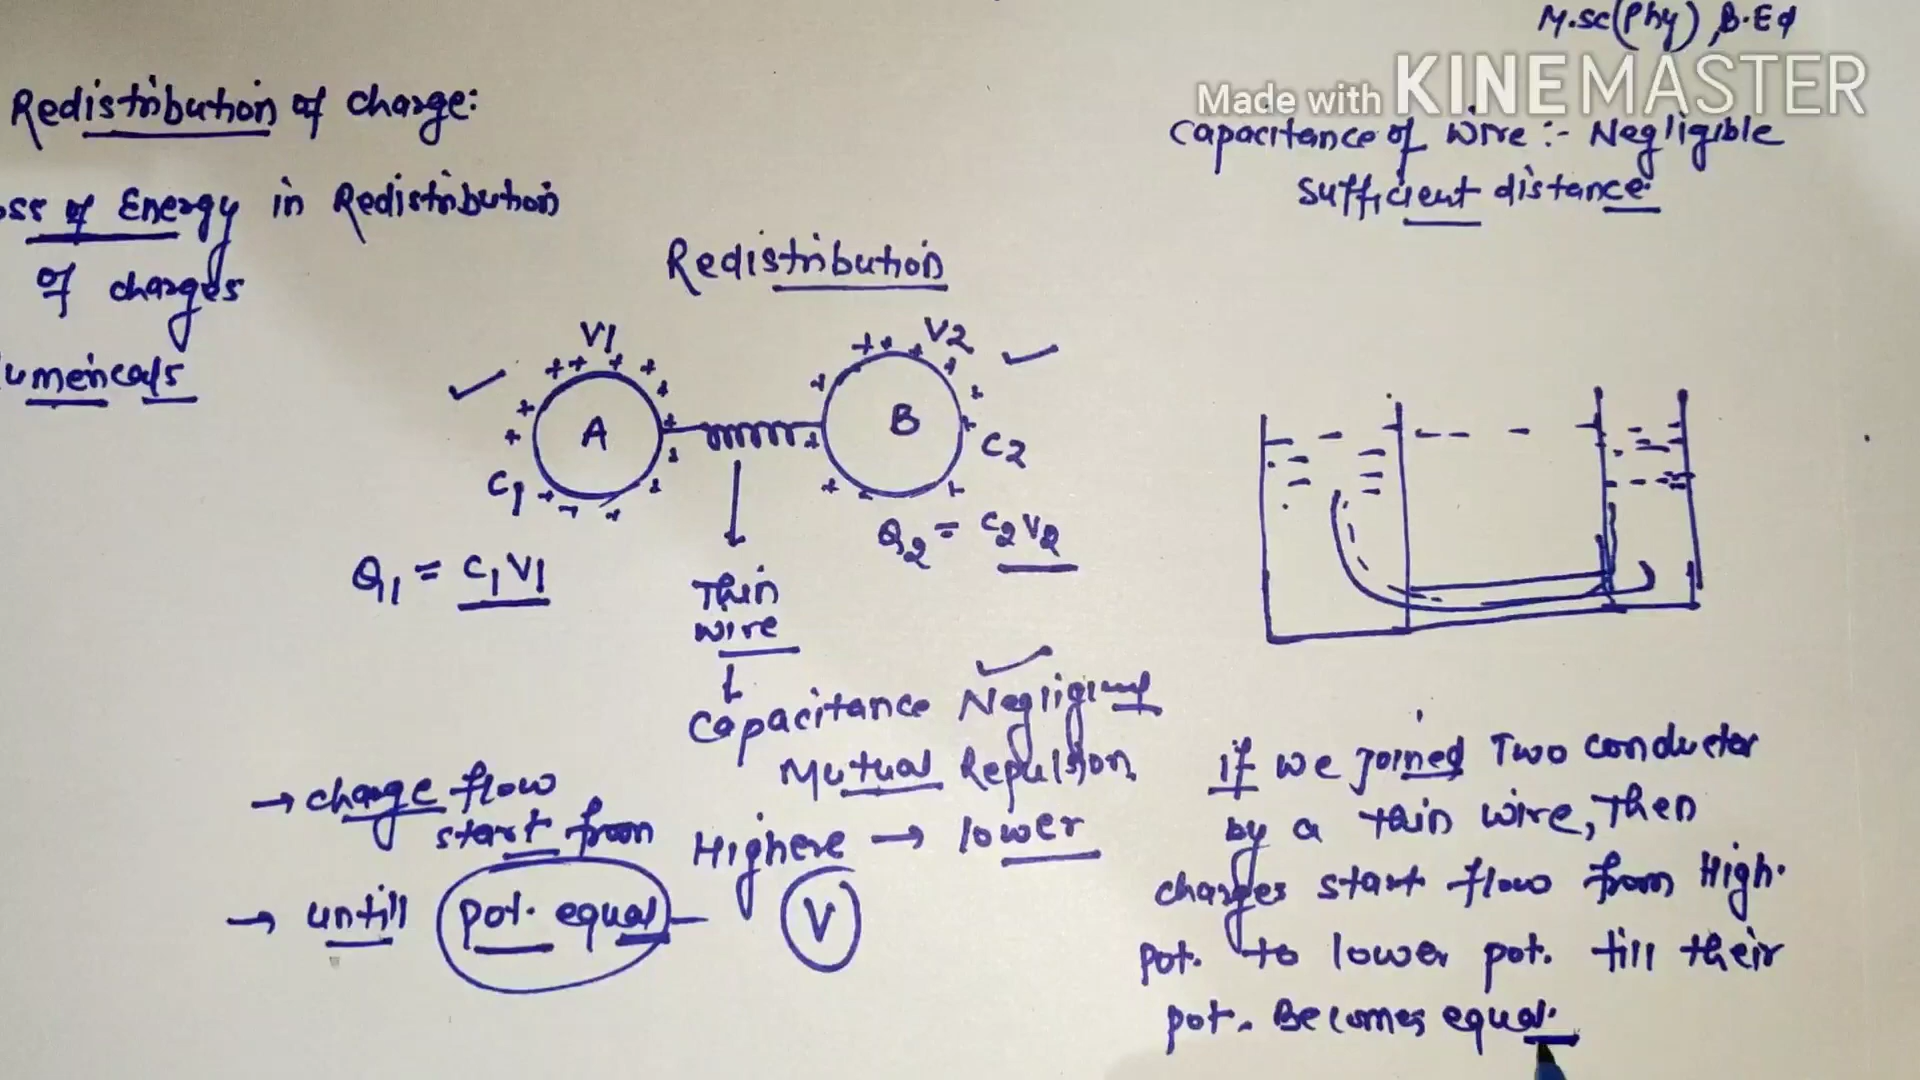 M.sc(Phy), B.Ed
Made with KINEMASTER
Redistribution of charge:
of Energy in Redistribution
of charges
Capacitance of wire :- Negligible
sufficient distance.
Redistribution
V1
V2
A
B
C1
C2
Q1 = C1V1
Q2 = C2V2
Thin
wire
Capacitance
Mutual Repulsion
→ charge flow
start from
Highere → lower
→ untill pot. equal – V
if we joined Two conductor
by a thin wire, Then
charges start flow from High.
pot. to lower pot. till their
pot. Becomes equal.